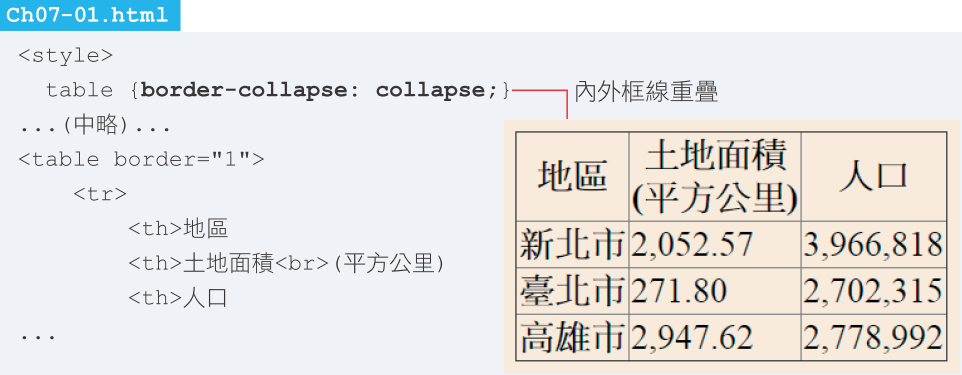 Ch07-01.html
<style>
  table {border-collapse: collapse;}
內外框線重疊
...(中略)...
<table border="1">
    <tr>
        <th>地區
        <th>土地面積<br>(平方公里)
        <th>人口
...
地區 土地面積 人口
(平方公里)
新北市 2,052.57 3,966,818
臺北市 271.80 2,702,315
高雄市 2,947.62 2,778,992